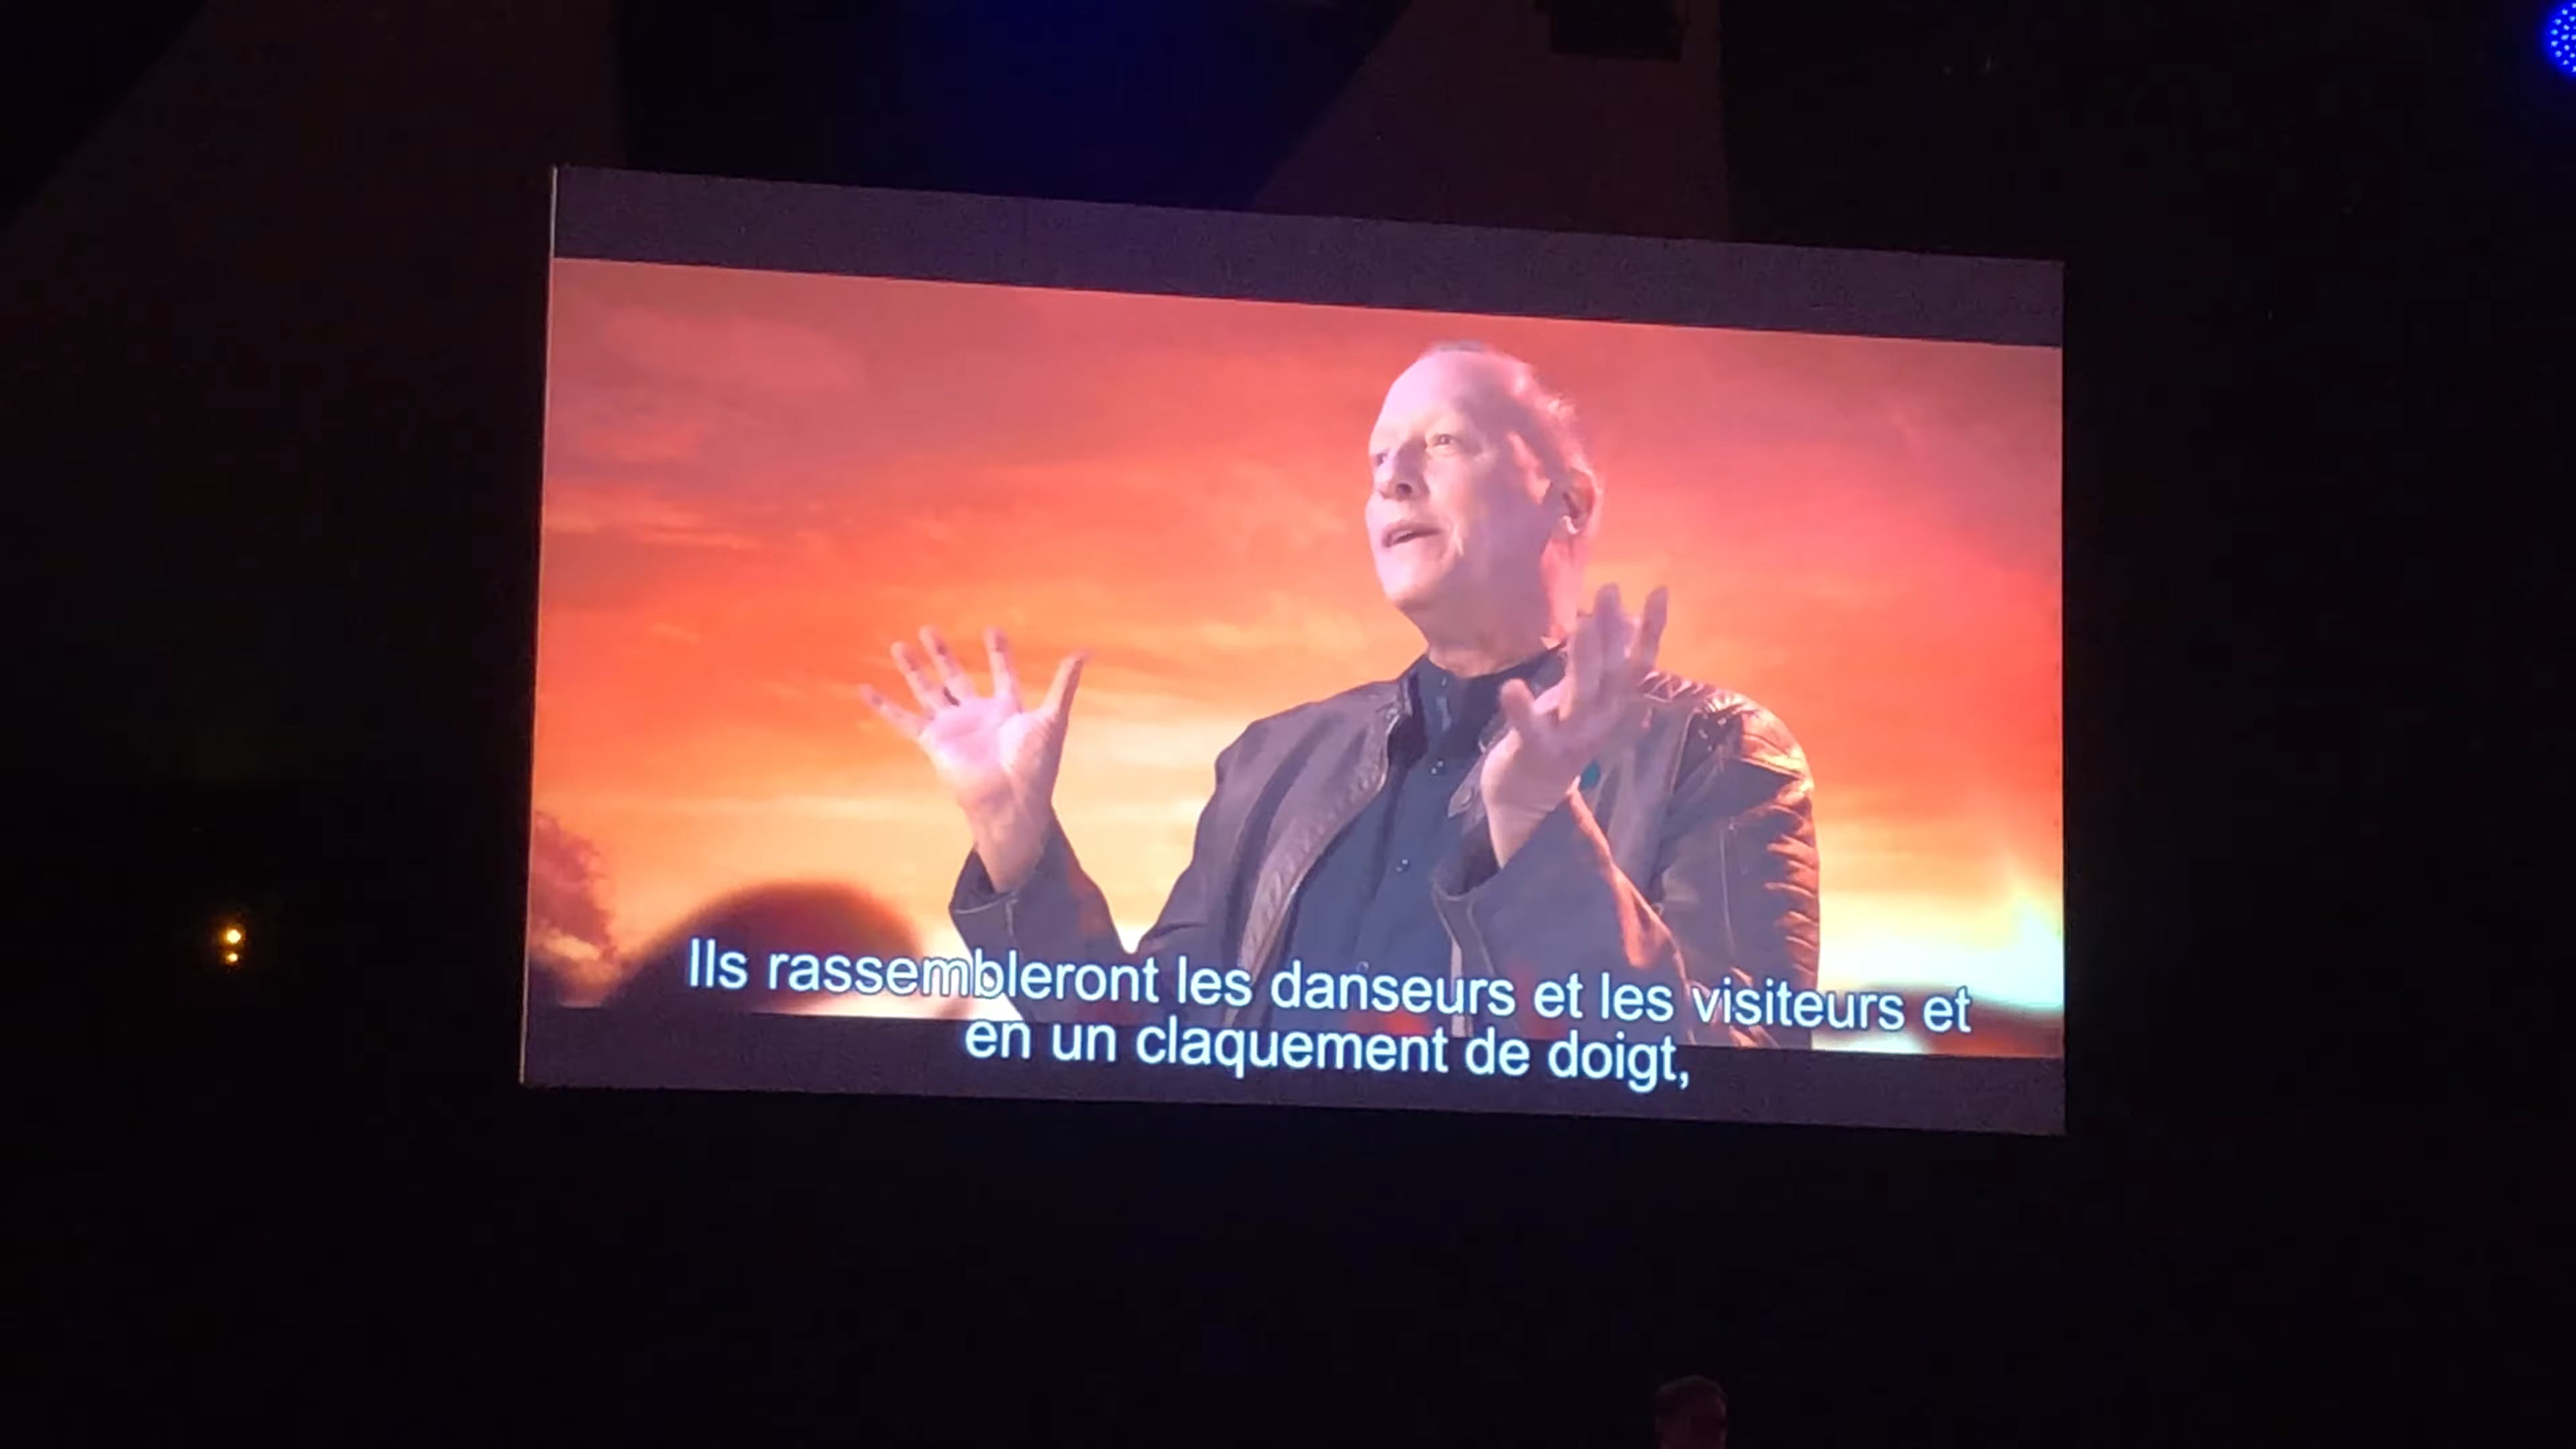 Ils rassembleront les danseurs et les visiteurs et
en un claquement de doigt,